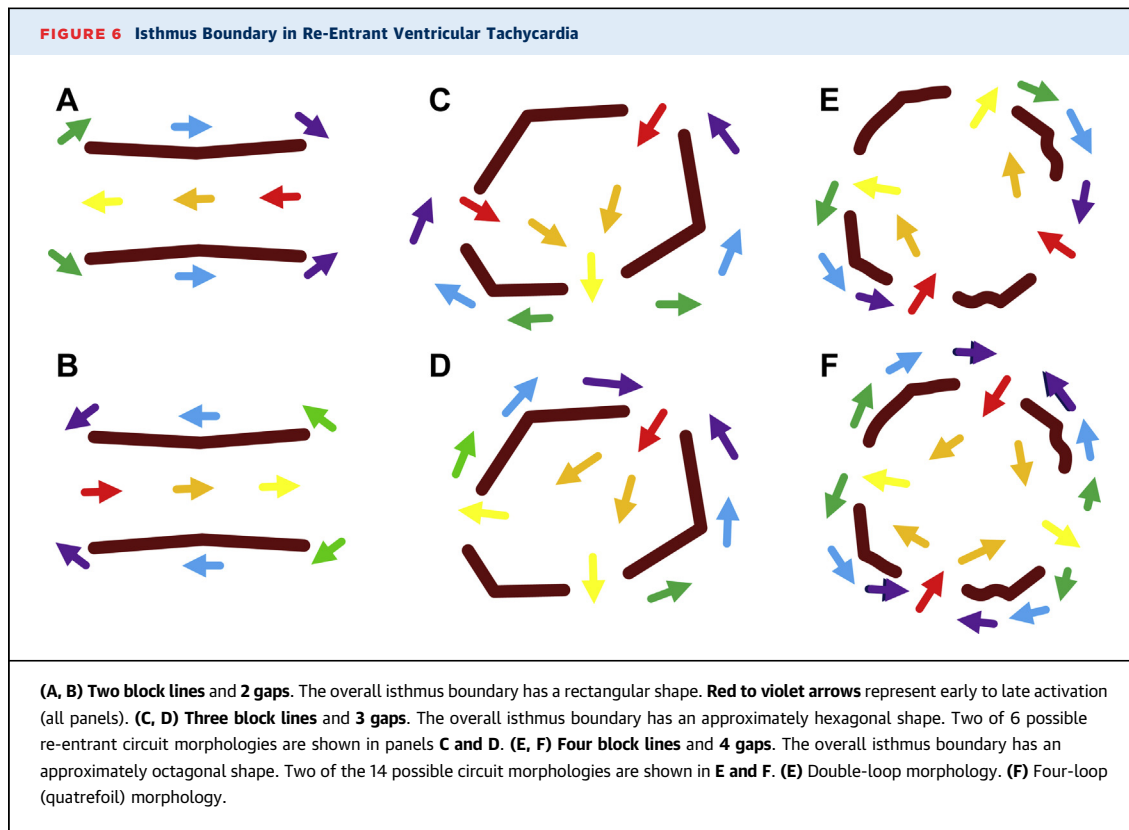 FIGURE 6 Isthmus Boundary in Re-Entrant Ventricular Tachycardia
A
C
E
B
D
F
(A, B) Two block lines and 2 gaps. The overall isthmus boundary has a rectangular shape. Red to violet arrows represent early to late activation
(all panels). (C, D) Three block lines and 3 gaps. The overall isthmus boundary has an approximately hexagonal shape. Two of 6 possible
re-entrant circuit morphologies are shown in panels C and D. (E, F) Four block lines and 4 gaps. The overall isthmus boundary has an
approximately octagonal shape. Two of the 14 possible circuit morphologies are shown in E and F. (E) Double-loop morphology. (F) Four-loop
(quatrefoil) morphology.